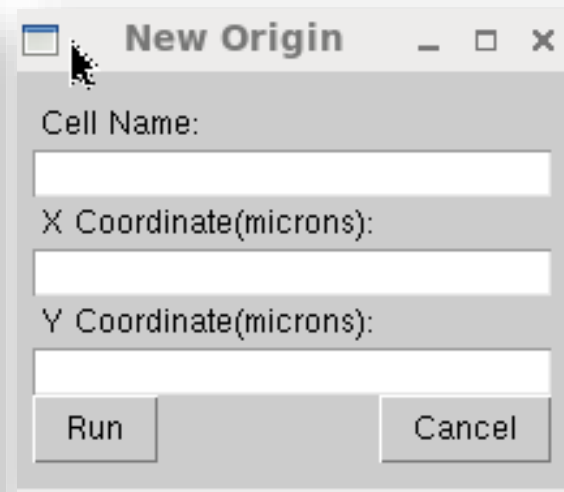 New Origin
Cell Name:
X Coordinate(microns):
Y Coordinate(microns):
Run Cancel